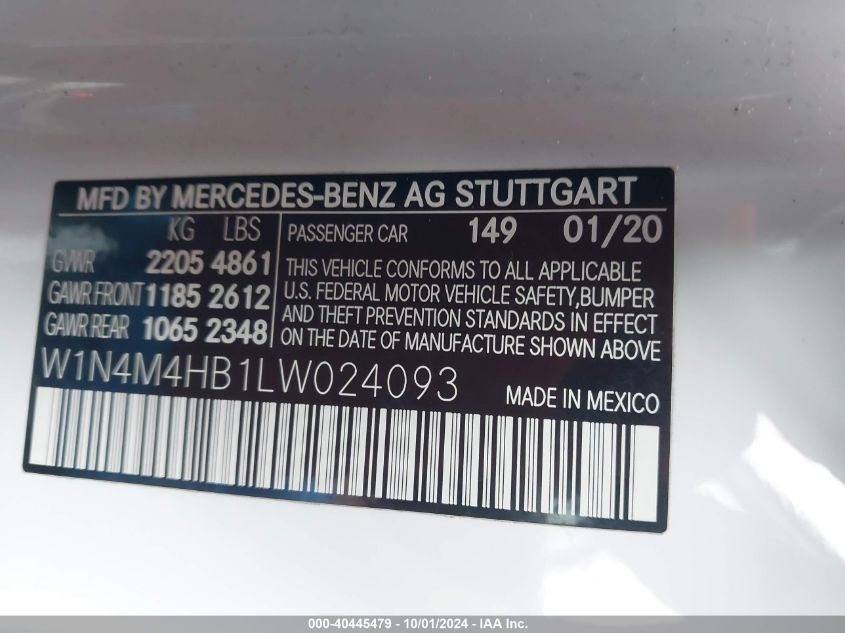 MFD BY MERCEDES-BENZ AG STUTTGART
KG LBS
GVWR 2205 4861
GAWR FRONT 1185 2612
GAWR REAR 1065 2348
PASSENGER CAR 149 01/20
THIS VEHICLE CONFORMS TO ALL APPLICABLE
U.S. FEDERAL MOTOR VEHICLE SAFETY,BUMPER
AND THEFT PREVENTION STANDARDS IN EFFECT
ON THE DATE OF MANUFACTURE SHOWN ABOVE
W1N4M4HB1LW024093
MADE IN MEXICO
000-40445479 - 10/01/2024 - IAA Inc.